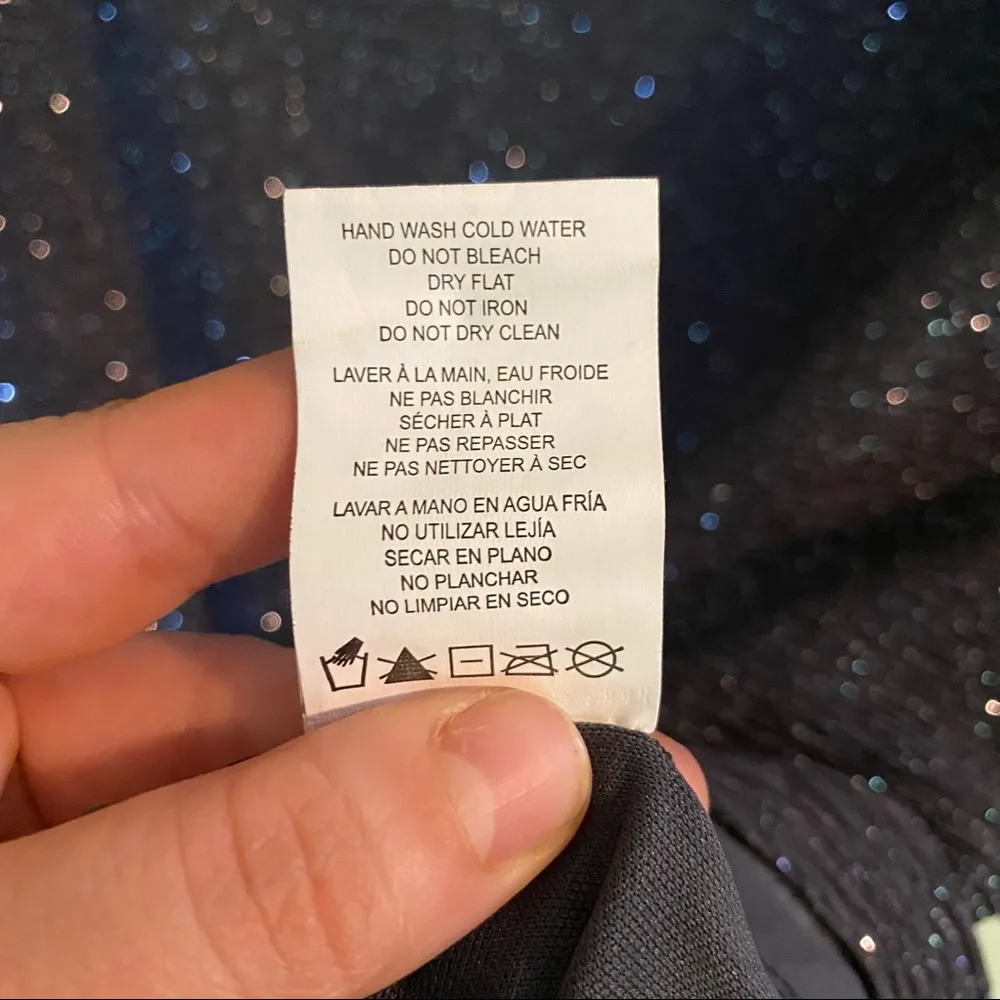 HAND WASH COLD WATER
DO NOT BLEACH
DRY FLAT
DO NOT IRON
DO NOT DRY CLEAN
LAVER À LA MAIN, EAU FROIDE
NE PAS BLANCHIR
SÉCHER À PLAT
NE PAS REPASSER
NE PAS NETTOYER À SEC
LAVAR A MANO EN AGUA FRÍA
NO UTILIZAR LEJÍA
SECAR EN PLANO
NO PLANCHAR
NO LIMPIAR EN SECO